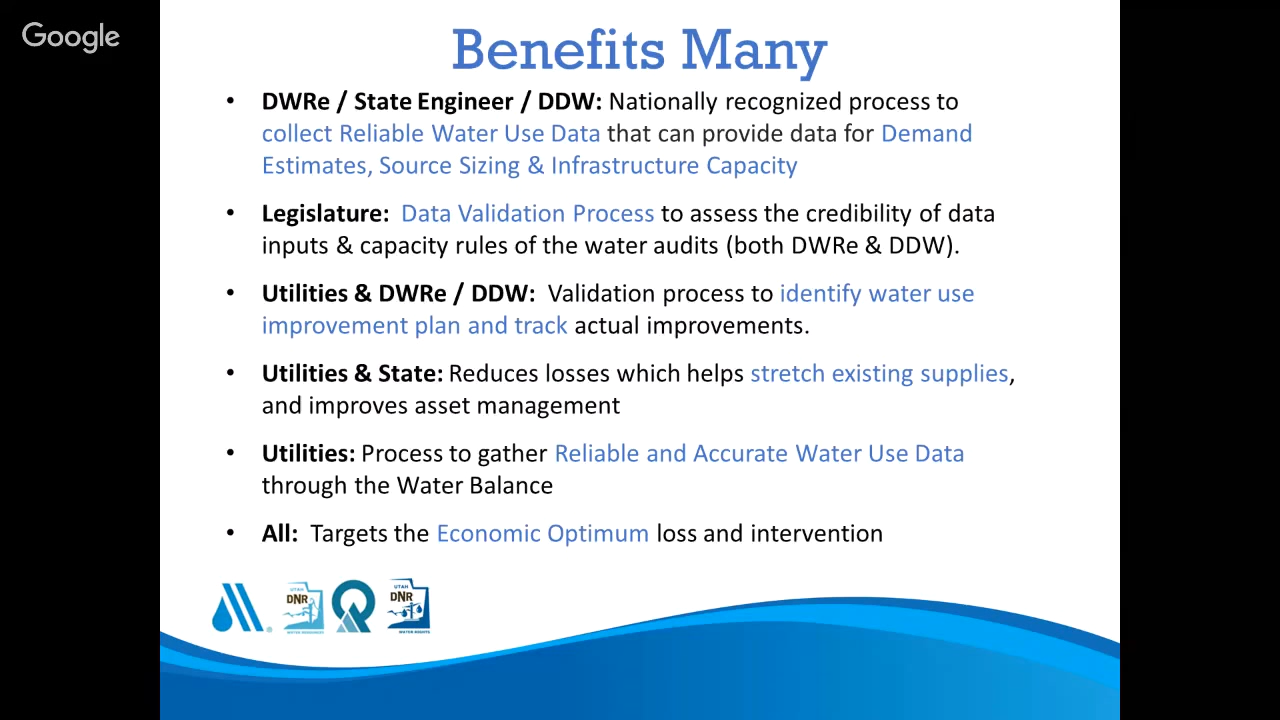 Google
Benefits Many
• DWRe / State Engineer / DDW: Nationally recognized process to
collect Reliable Water Use Data that can provide data for Demand
Estimates, Source Sizing & Infrastructure Capacity
• Legislature: Data Validation Process to assess the credibility of data
inputs & capacity rules of the water audits (both DWRe & DDW).
• Utilities & DWRe / DDW: Validation process to identify water use
improvement plan and track actual improvements.
• Utilities & State: Reduces losses which helps stretch existing supplies,
and improves asset management
• Utilities: Process to gather Reliable and Accurate Water Use Data
through the Water Balance
• All: Targets the Economic Optimum loss and intervention
UTAH
DNR
WATER RESOURCES
UTAH
DNR
WATER RIGHTS